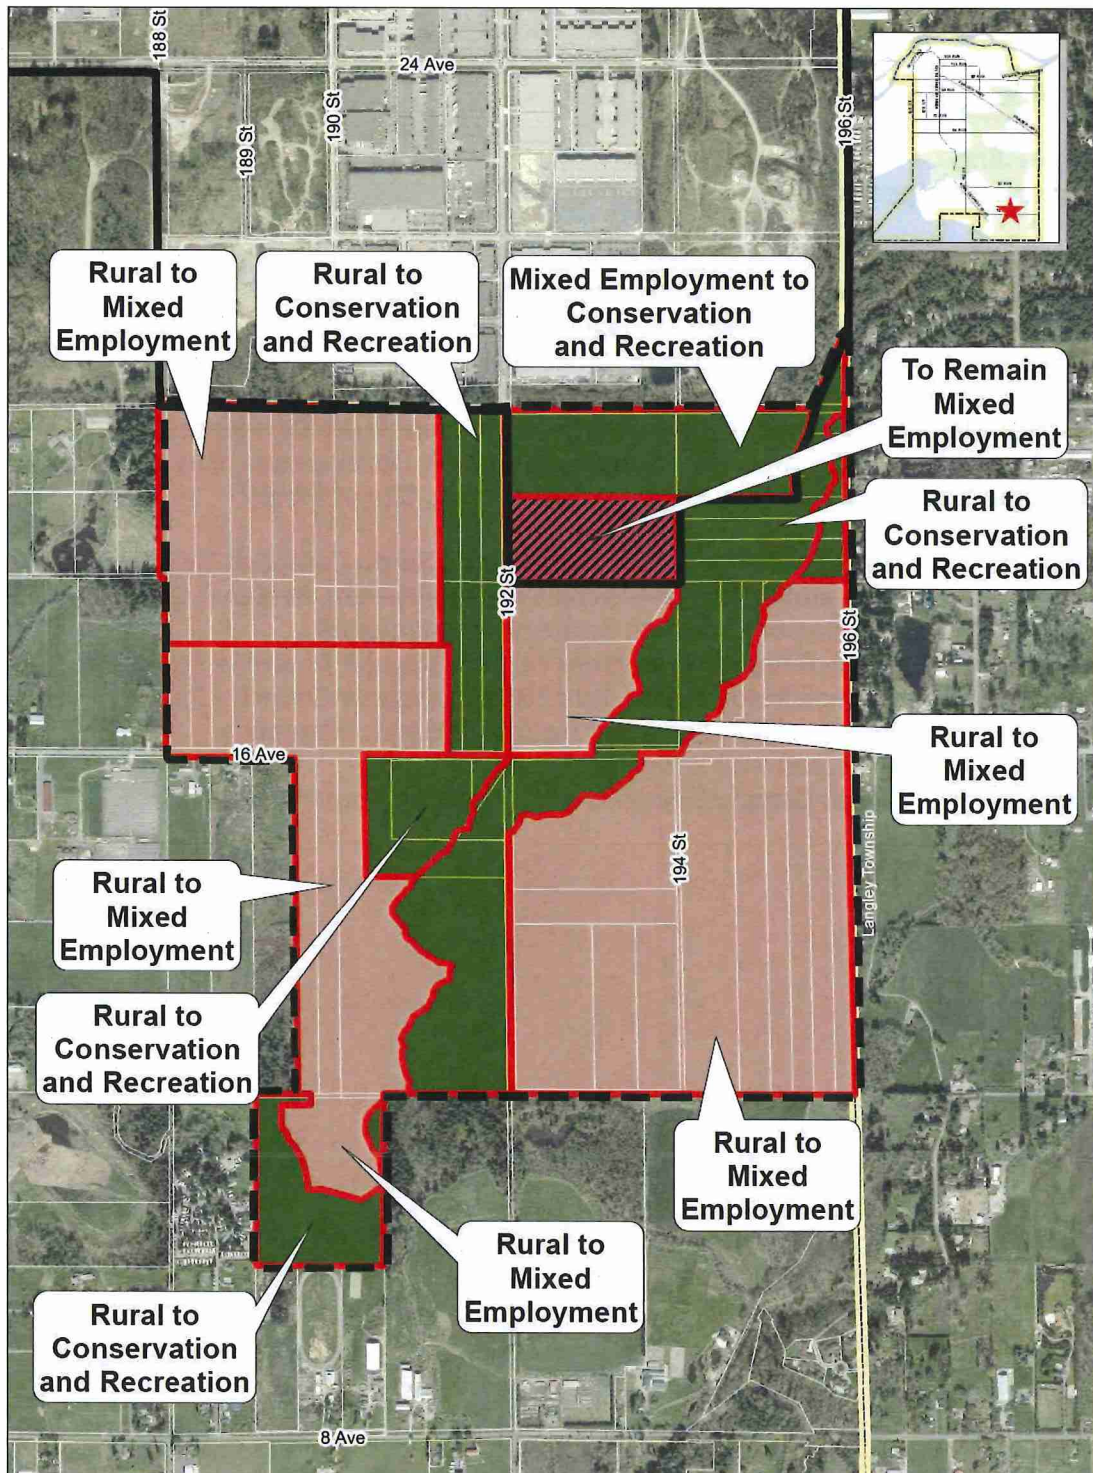 188 St
24 Ave
190 St
189 St
196 St
Rural to
Mixed
Employment
Rural to
Conservation
and Recreation
Mixed Employment to
Conservation
and Recreation
To Remain
Mixed
Employment
Rural to
Conservation
and Recreation
192 St
196 St
16 Ave
Rural to
Mixed
Employment
194 St
Langley Township
Rural to
Mixed
Employment
Rural to
Conservation
and Recreation
Rural to
Mixed
Employment
Rural to
Mixed
Employment
Rural to
Conservation
and Recreation
8 Ave